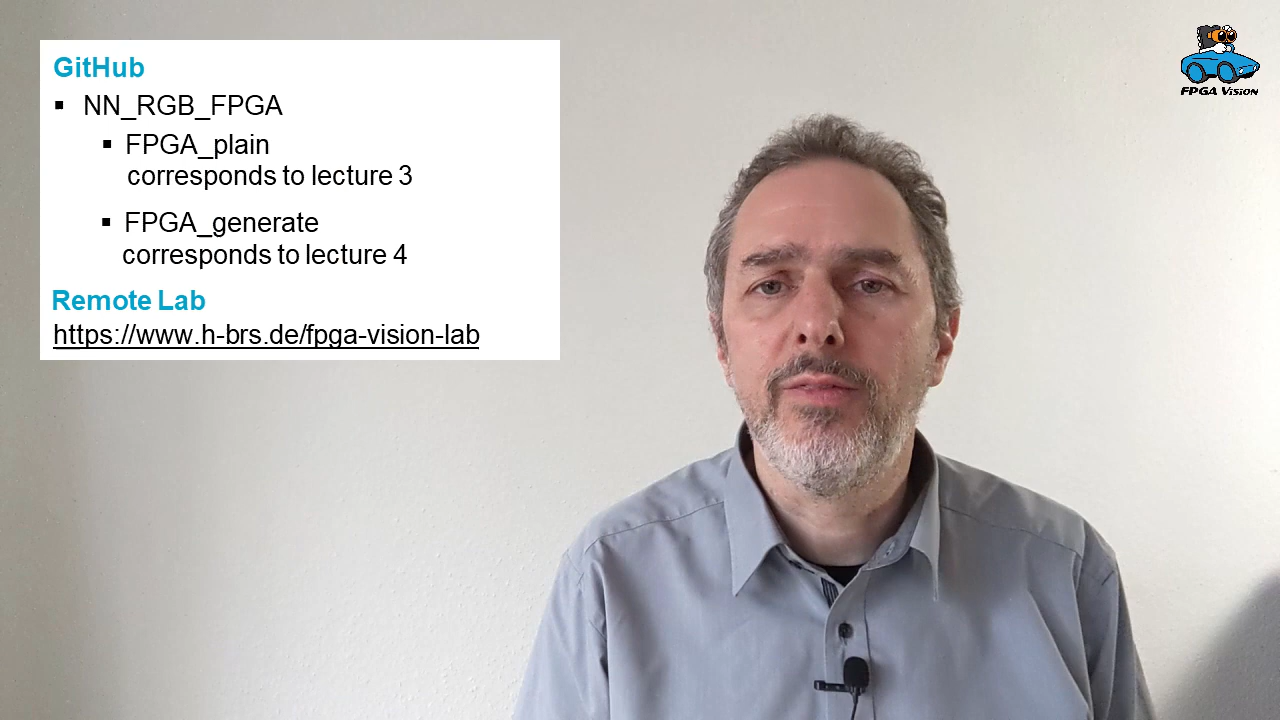 GitHub
▪ NN_RGB_FPGA
▪ FPGA_plain
corresponds to lecture 3
▪ FPGA_generate
corresponds to lecture 4
Remote Lab
https://www.h-brs.de/fpga-vision-lab
FPGA Vision